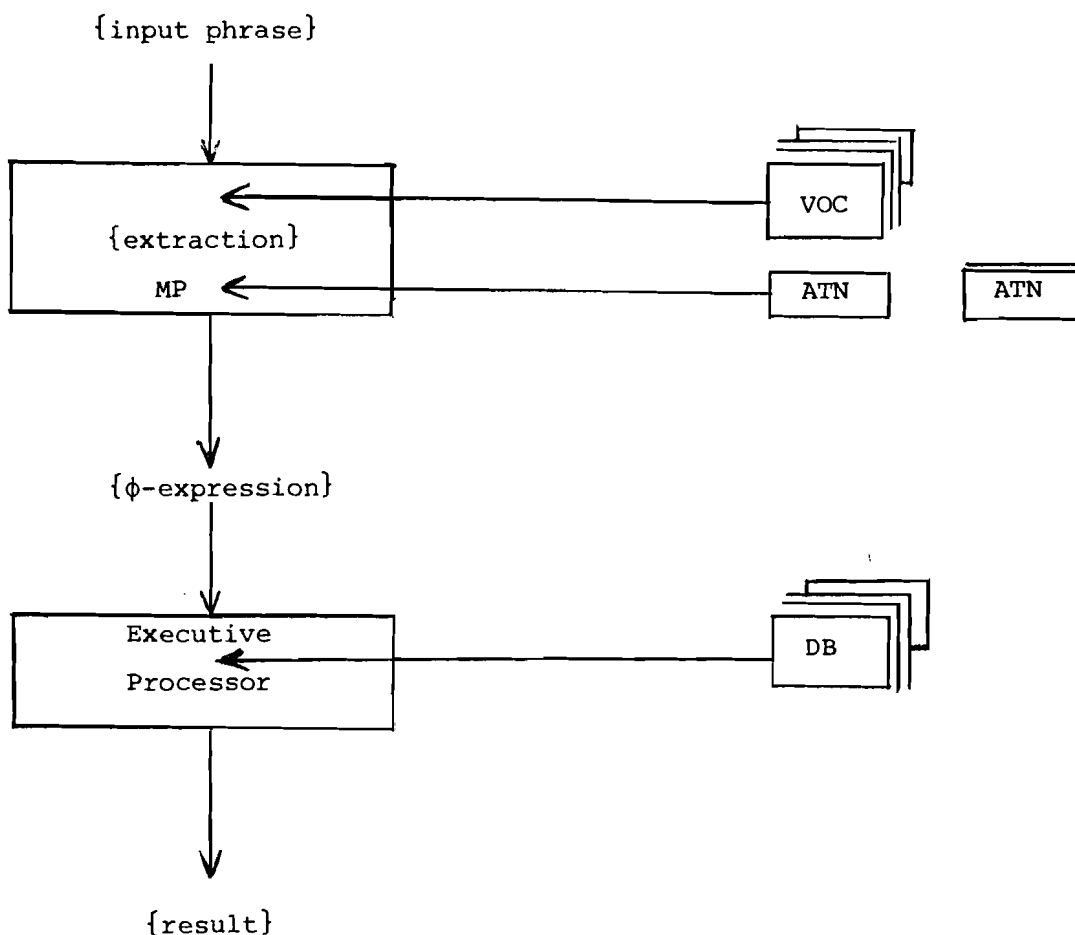 {input phrase}
VOC
{extraction}
MP
ATN
ATN
{ϕ-expression}
Executive
Processor
DB
{result}